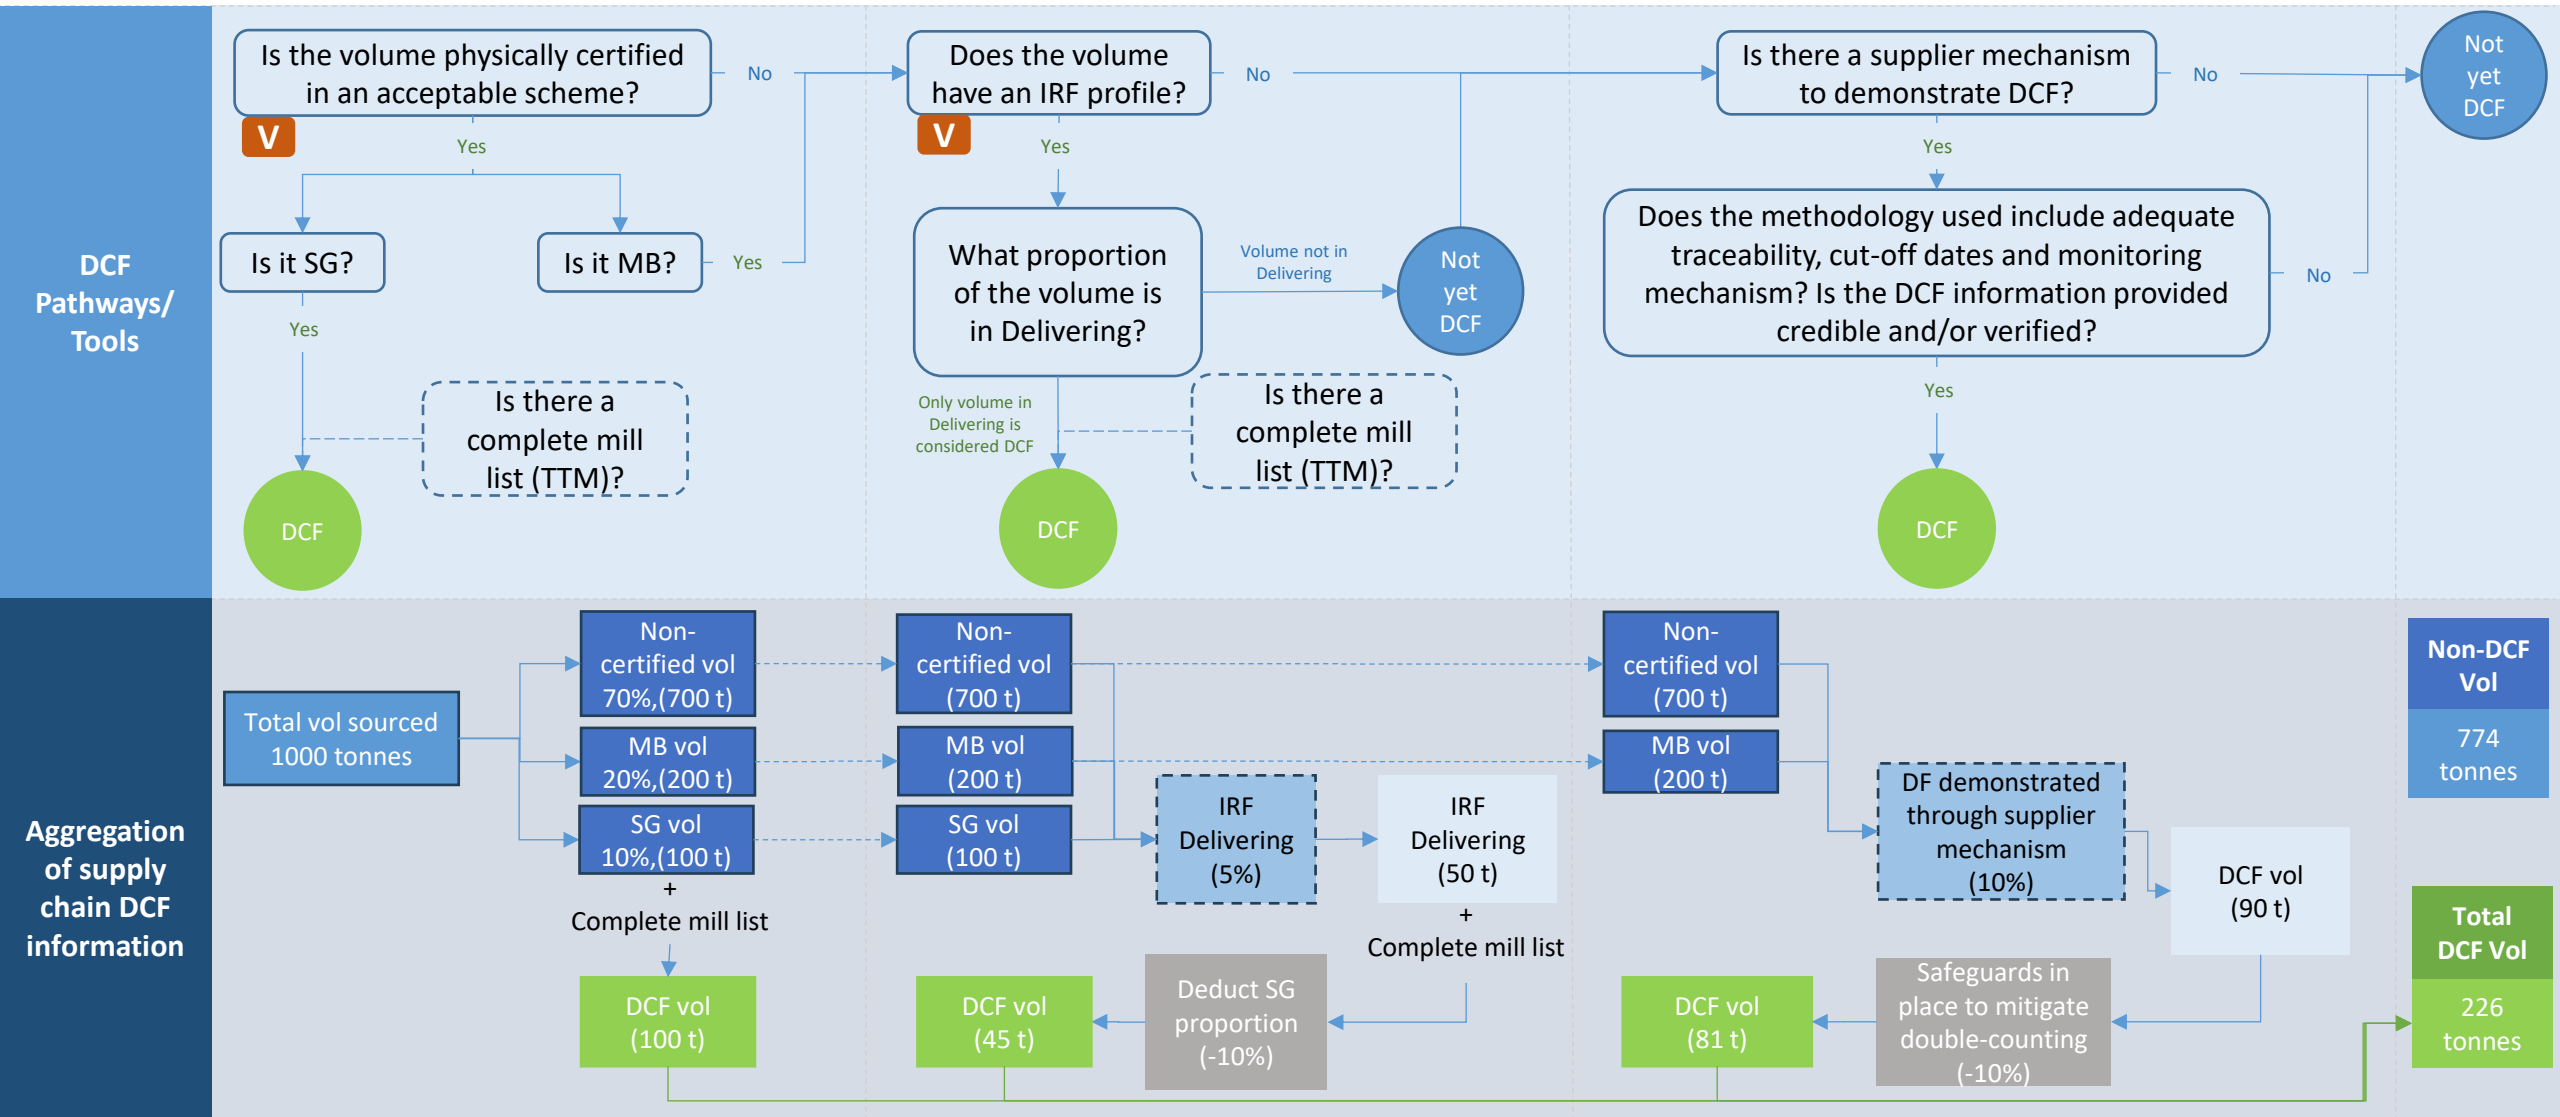 DCF
Pathways/
Tools
Is the volume physically certified
in an acceptable scheme?
No
V
Yes
Is it SG?
Is it MB?
Yes
Yes
Is there a
complete mill
list (TTM)?
DCF
Does the volume
have an IRF profile?
No
V
Yes
What proportion
of the volume is
in Delivering?
Volume not in
Delivering
Not
yet
DCF
Only volume in
Delivering is
considered DCF
Is there a
complete mill
list (TTM)?
DCF
Is there a supplier mechanism
to demonstrate DCF?
No
Yes
Does the methodology used include adequate
traceability, cut-off dates and monitoring
mechanism? Is the DCF information provided
credible and/or verified?
No
Yes
DCF
Not
yet
DCF
Aggregation
of supply
chain DCF
information
Total vol sourced
1000 tonnes
Non-
certified vol
70%,(700 t)
MB vol
20%,(200 t)
SG vol
10%,(100 t)
+
Complete mill list
DCF vol
(100 t)
Non-
certified vol
(700 t)
MB vol
(200 t)
SG vol
(100 t)
IRF
Delivering
(5%)
IRF
Delivering
(50 t)
+
Complete mill list
Deduct SG
proportion
(-10%)
DCF vol
(45 t)
Non-
certified vol
(700 t)
MB vol
(200 t)
DF demonstrated
through supplier
mechanism
(10%)
DCF vol
(90 t)
Safeguards in
place to mitigate
double-counting
(-10%)
DCF vol
(81 t)
Non-DCF
Vol
774
tonnes
Total
DCF Vol
226
tonnes